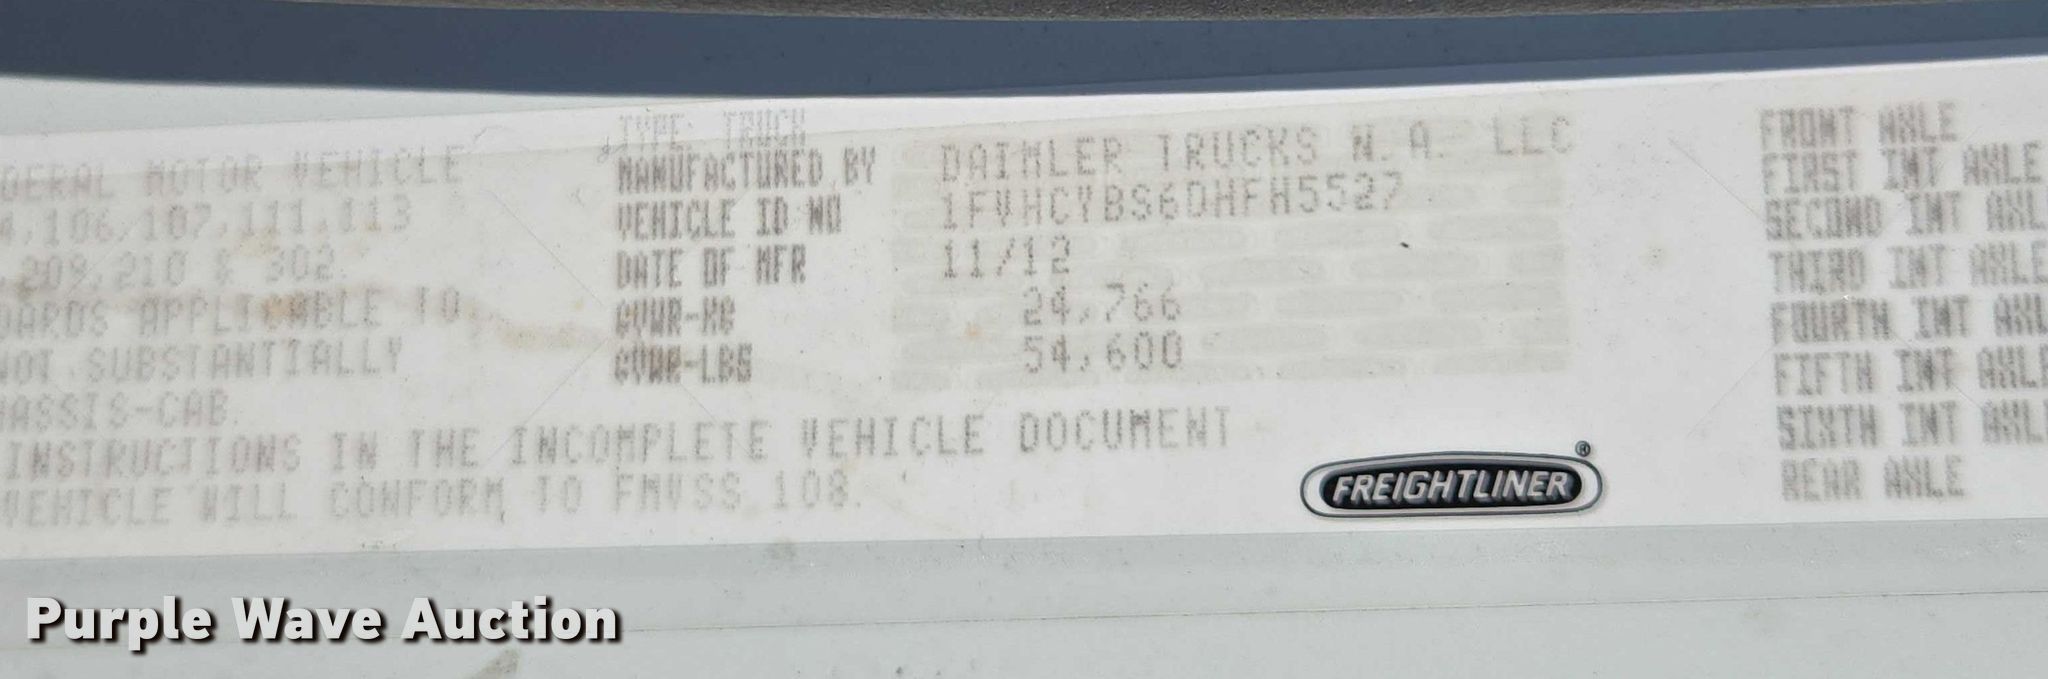 DERAL MOTOR VEHICLE
4,106,107,111,113
,209,210 & 302
DARDS APPLICABLE TO
NOT SUBSTANTIALLY
HASSIS-CAB.
INSTRUCTIONS IN THE INCOMPLETE VEHICLE DOCUMENT
VEHICLE WILL CONFORM TO FMVSS 108.
TYPE: TRUCK
MANUFACTURED BY DAIMLER TRUCKS N.A. LLC
VEHICLE ID NO 1FVHCYBS6DHFH5527
DATE OF MFR 11/12
GVWR-KG 24,766
GVWR-LBS 54,600
FREIGHTLINER ®
FRONT AXLE
FIRST INT AXLE
SECOND INT AXL
THIRD INT AXLE
FOURTH INT AXL
FIFTH INT AXLE
SIXTH INT AXL
REAR AXLE
Purple Wave Auction